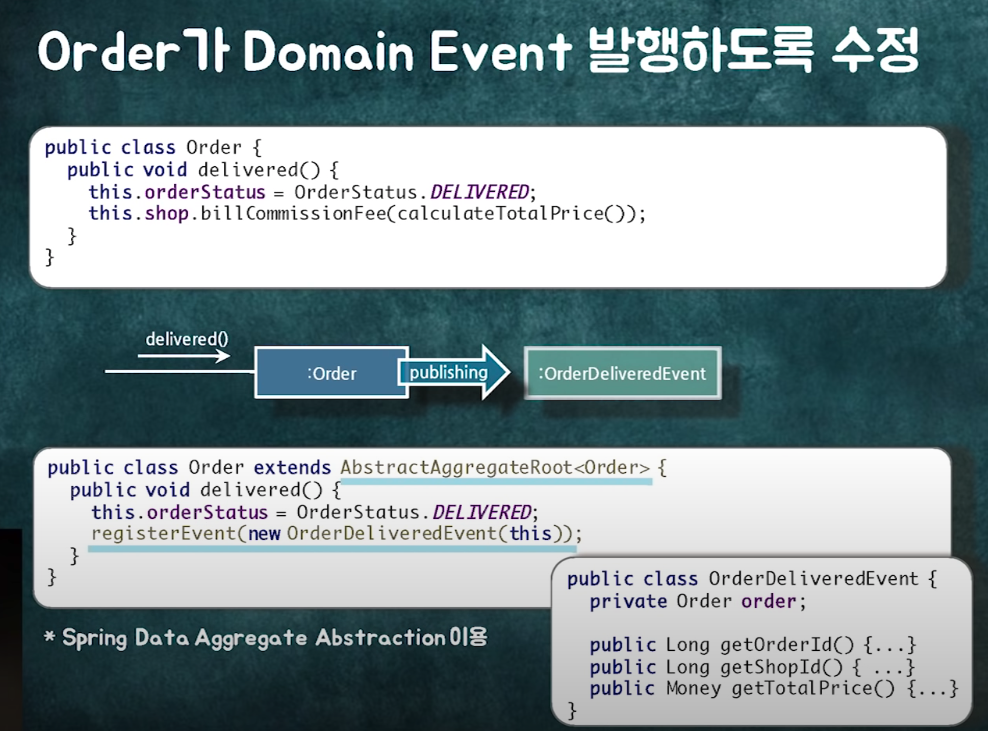 Order가 Domain Event 발행하도록 수정
public class Order {
public void delivered() {
this.orderStatus = OrderStatus.DELIVERED;
this.shop.billCommissionFee(calculateTotalPrice());
}
}
delivered()
:Order
publishing
:OrderDeliveredEvent
public class Order extends AbstractAggregateRoot<Order> {
public void delivered() {
this.orderStatus = OrderStatus.DELIVERED;
registerEvent(new OrderDeliveredEvent(this));
}
}
* Spring Data Aggregate Abstraction 이용
public class OrderDeliveredEvent {
private Order order;
public Long getOrderId() {...}
public Long getShopId() { ...}
public Money getTotalPrice() {...}
}